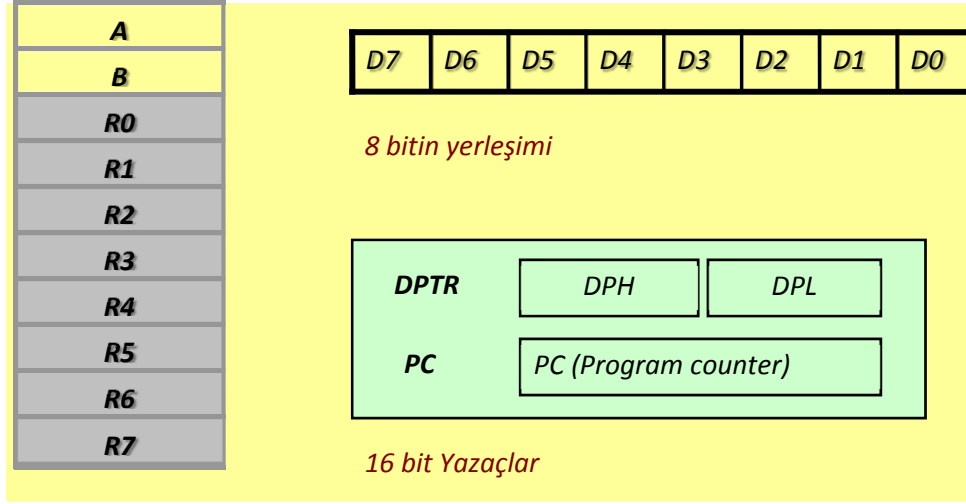 A
B
R0
R1
R2
R3
R4
R5
R6
R7
D7 D6 D5 D4 D3 D2 D1 D0
8 bitin yerleşimi
DPTR DPH DPL
PC PC (Program counter)
16 bit Yazaçlar